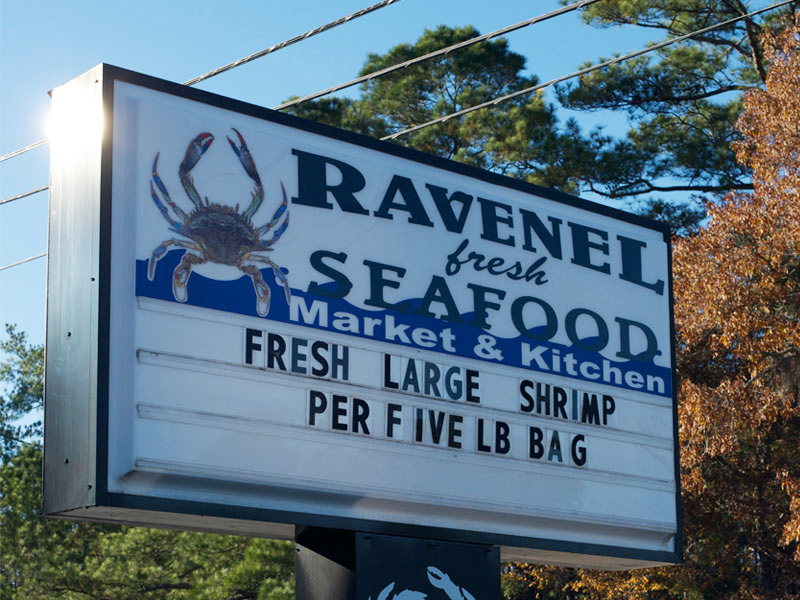 RAVENEL
fresh
SEAFOOD
Market & Kitchen
FRESH LARGE SHRIMP
PER FIVE LB BAG